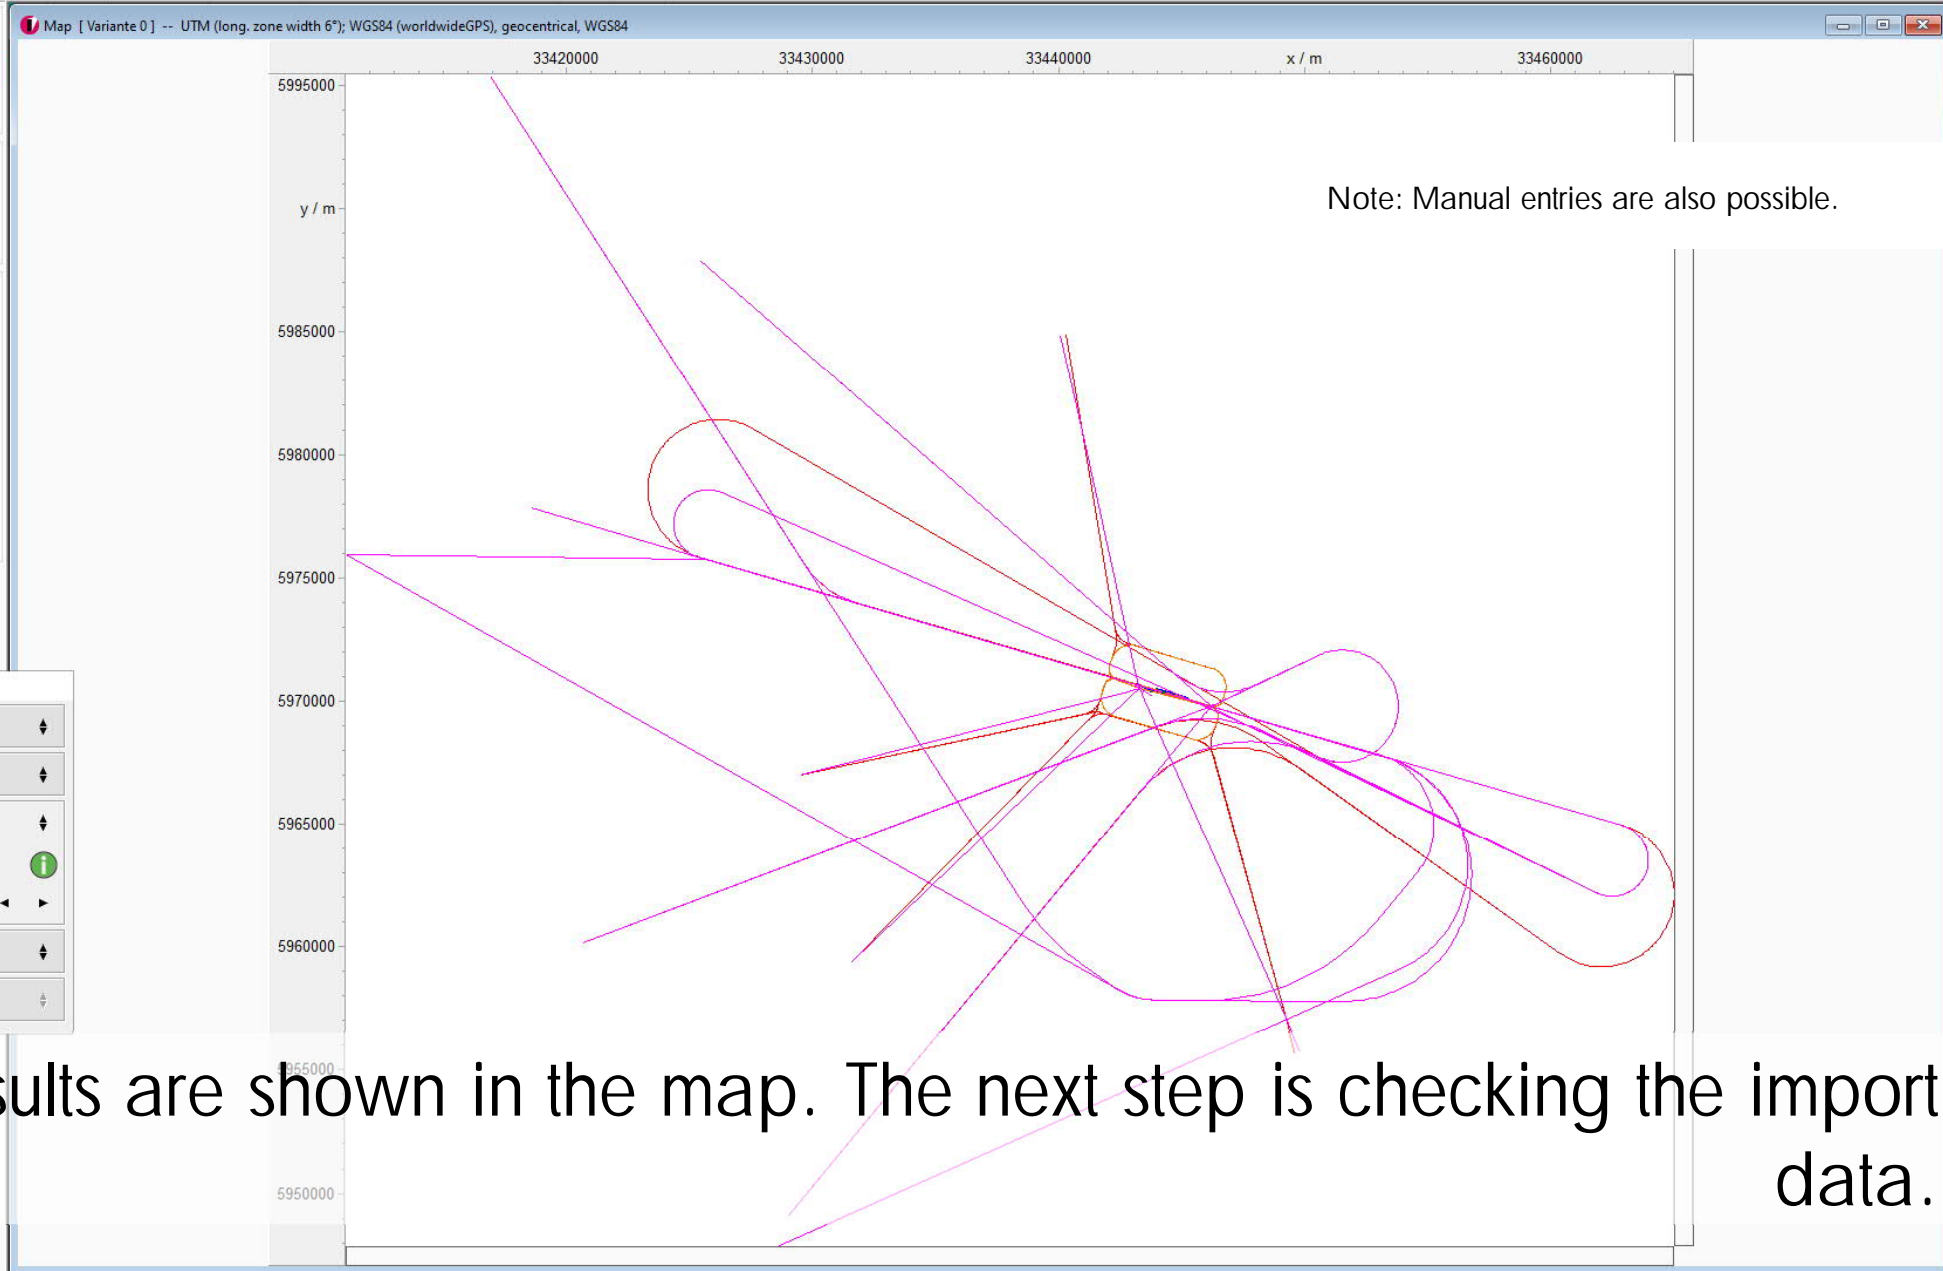 Map [ Variante 0 ] -- UTM (long. zone width 6°); WGS84 (worldwideGPS), geocentrical, WGS84
33420000 33430000 33440000 x / m 33460000
5995000
y / m
Note: Manual entries are also possible.
5985000
5980000
5975000
5970000
5965000
5960000
5955000
sults are shown in the map. The next step is checking the import
data.
5950000